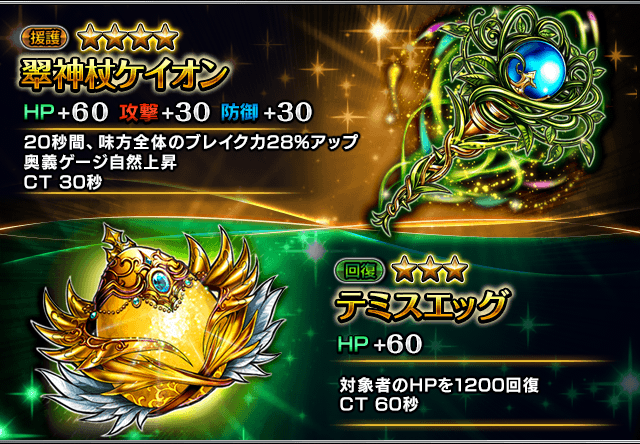 援護
翠神杖ケイオン
HP+60 攻撃+30 防御+30
20秒間、味方全体のブレイク力28%アップ
奥義ゲージ自然上昇
CT 30秒
回復
テミスエッグ
HP+60
対象者のHPを1200回復
CT 60秒